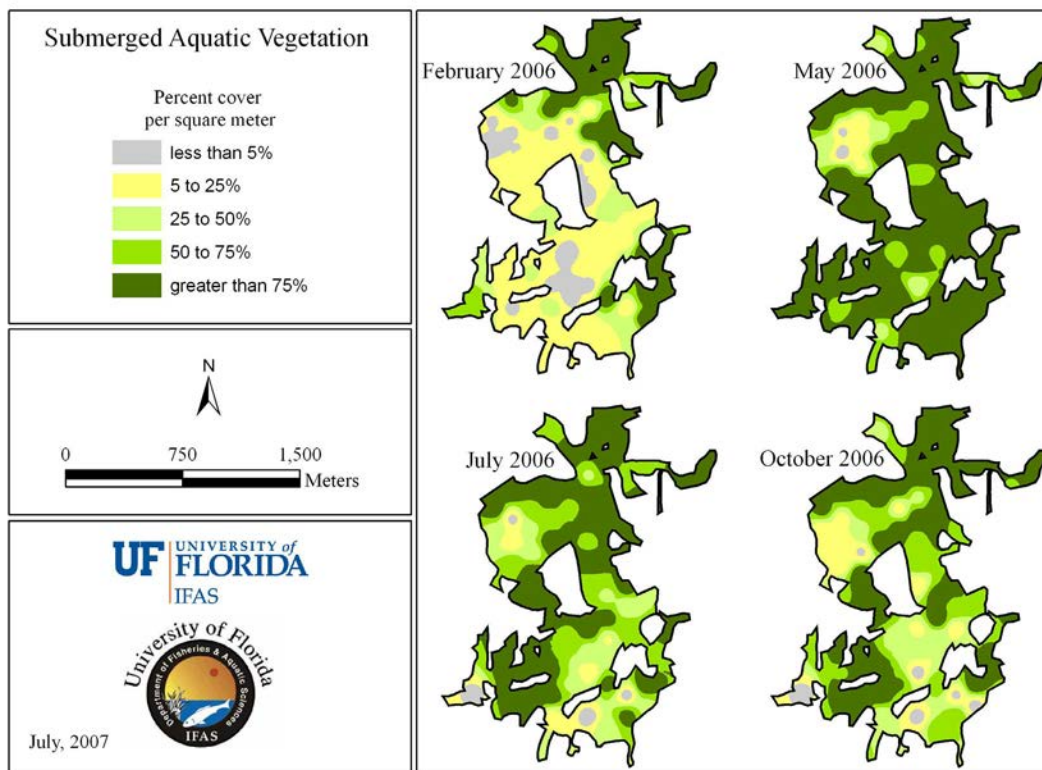 Submerged Aquatic Vegetation
Percent cover
per square meter
less than 5%
5 to 25%
25 to 50%
50 to 75%
greater than 75%
N
0 750 1,500
Meters
UF UNIVERSITY of
FLORIDA
IFAS
University of Florida
Department of Fisheries & Aquatic Sciences
IFAS
July, 2007
February 2006
May 2006
July 2006
October 2006